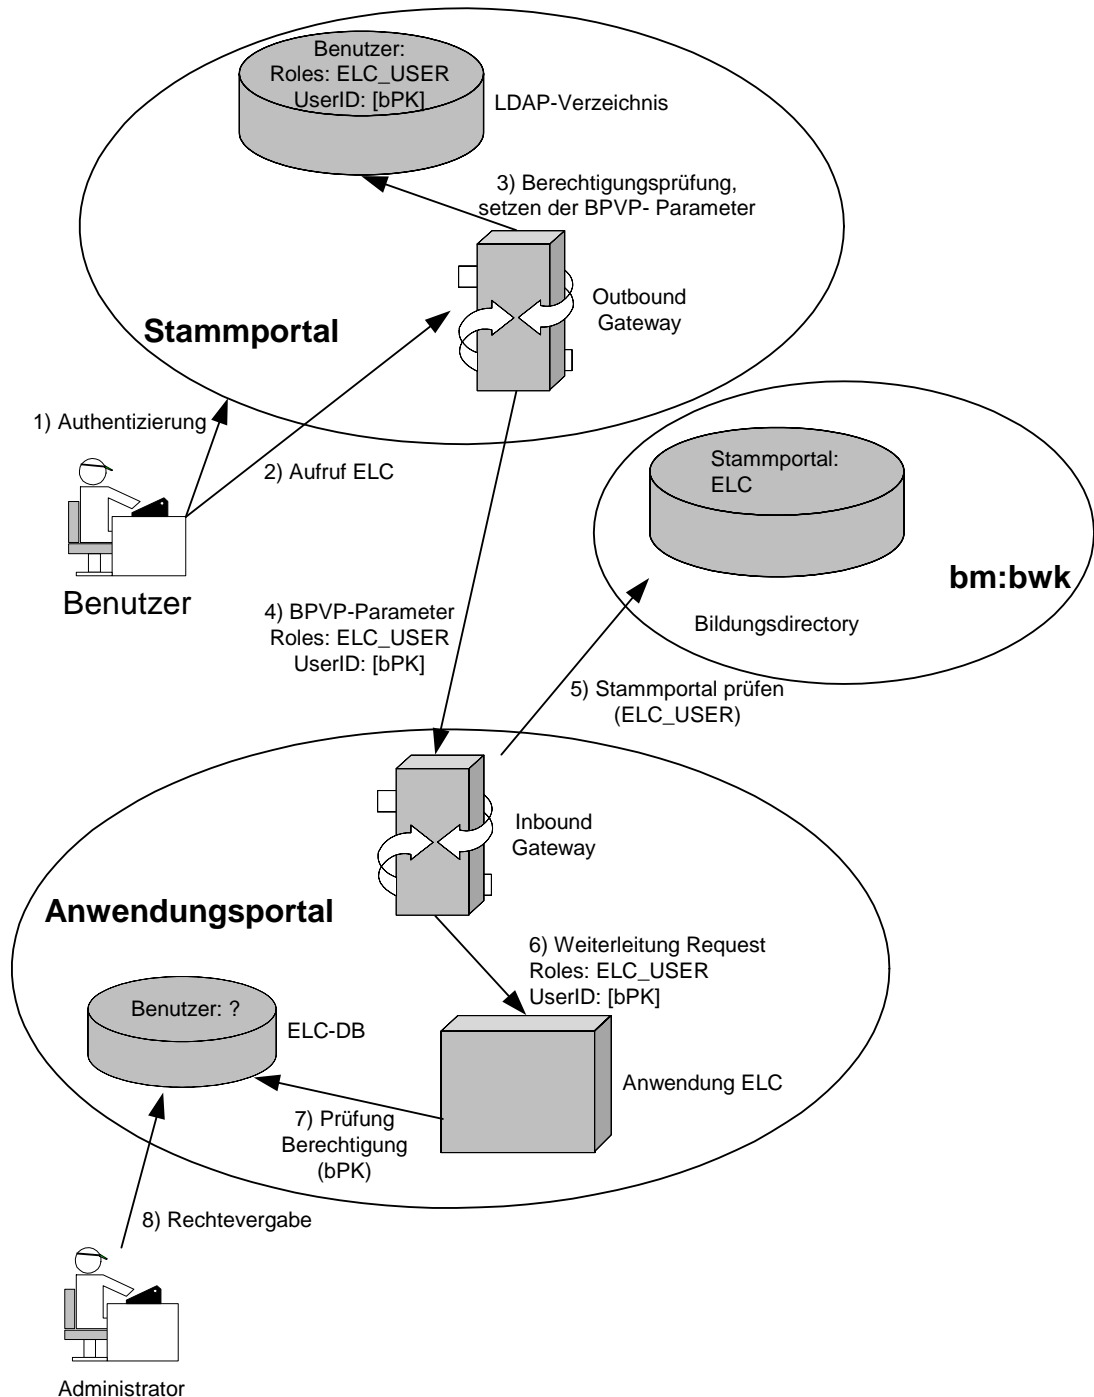 Benutzer:
Roles: ELC_USER
UserID: [bPK]
LDAP-Verzeichnis
3) Berechtigungsprüfung,
setzen der BPVP- Parameter
Outbound
Gateway
Stammportal
1) Authentizierung
2) Aufruf ELC
Benutzer
Stammportal:
ELC
bm:bwk
Bildungsdirectory
4) BPVP-Parameter
Roles: ELC_USER
UserID: [bPK]
5) Stammportal prüfen
(ELC_USER)
Inbound
Gateway
Anwendungsportal
6) Weiterleitung Request
Roles: ELC_USER
UserID: [bPK]
Benutzer: ?
ELC-DB
Anwendung ELC
7) Prüfung
Berechtigung
(bPK)
8) Rechtevergabe
Administrator